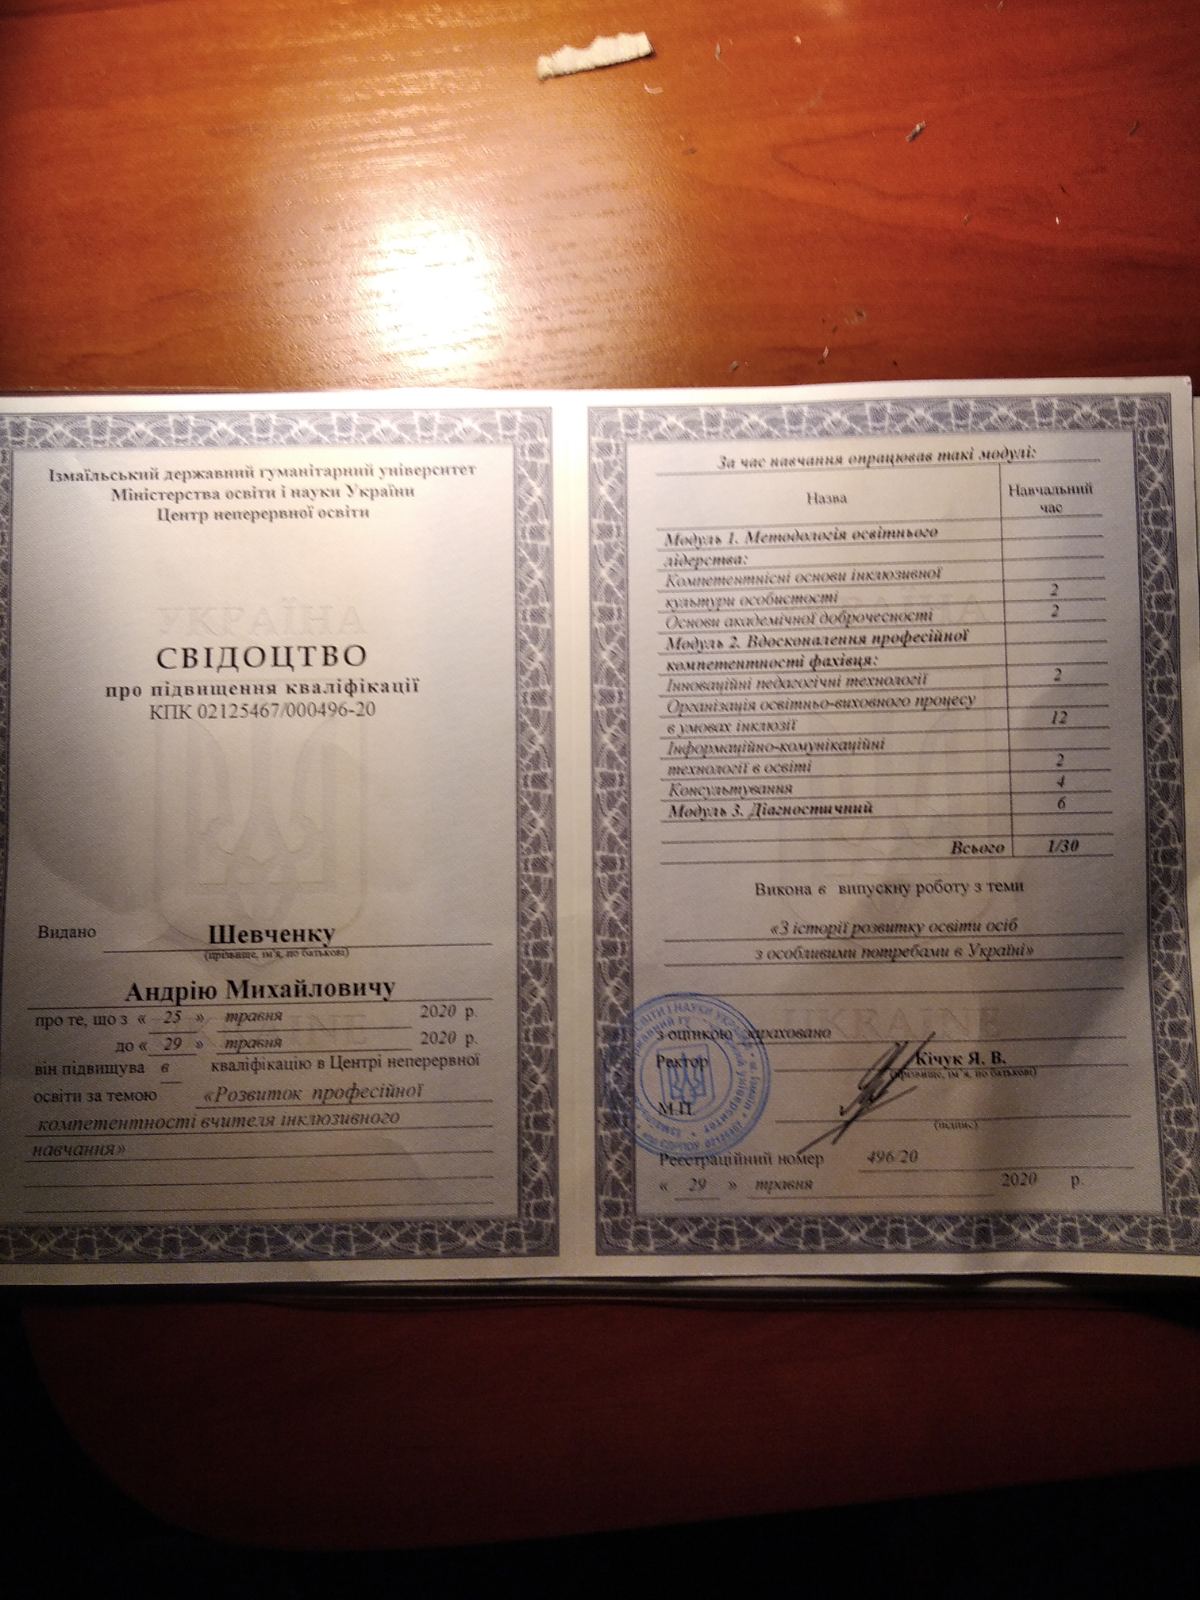 Ізмаїльський державний гуманітарний університет
Міністерства освіти і науки України
Центр неперервної освіти
СВІДОЦТВО
про підвищення кваліфікації
КПК 02125467/000496-20
Видано Шевченку
(прізвище, ім'я, по батькові)
Андрію Михайловичу
про те, що з « 25 » травня 2020 р.
до « 29 » травня 2020 р.
він підвищува в кваліфікацію в Центрі неперервної
освіти за темою «Розвиток професійної
компетентності вчителя інклюзивного
навчання»
За час навчання опрацював такі модулі:
Назва Навчальний
час
Модуль 1. Методологія освітнього
лідерства:
Компетентнісні основи інклюзивної
культури особистості 2
Основи академічної доброчесності 2
Модуль 2. Вдосконалення професійної
компетентності фахівця:
Інноваційні педагогічні технології 2
Організація освітньо-виховного процесу
в умовах інклюзії 12
Інформаційно-комунікаційні
технології в освіті 2
Консультування 4
Модуль 3. Діагностичний 6
Всього 1/30
Викона в випускну роботу з теми
«З історії розвитку освіти осіб
з особливими потребами в Україні»
з оцінкою зараховано
Ректор Кічук Я. В.
(прізвище, ім'я, по батькові)
М.П.
(підпис)
Реєстраційний номер 496/20
« 29 » травня 2020 р.
UKRAINE